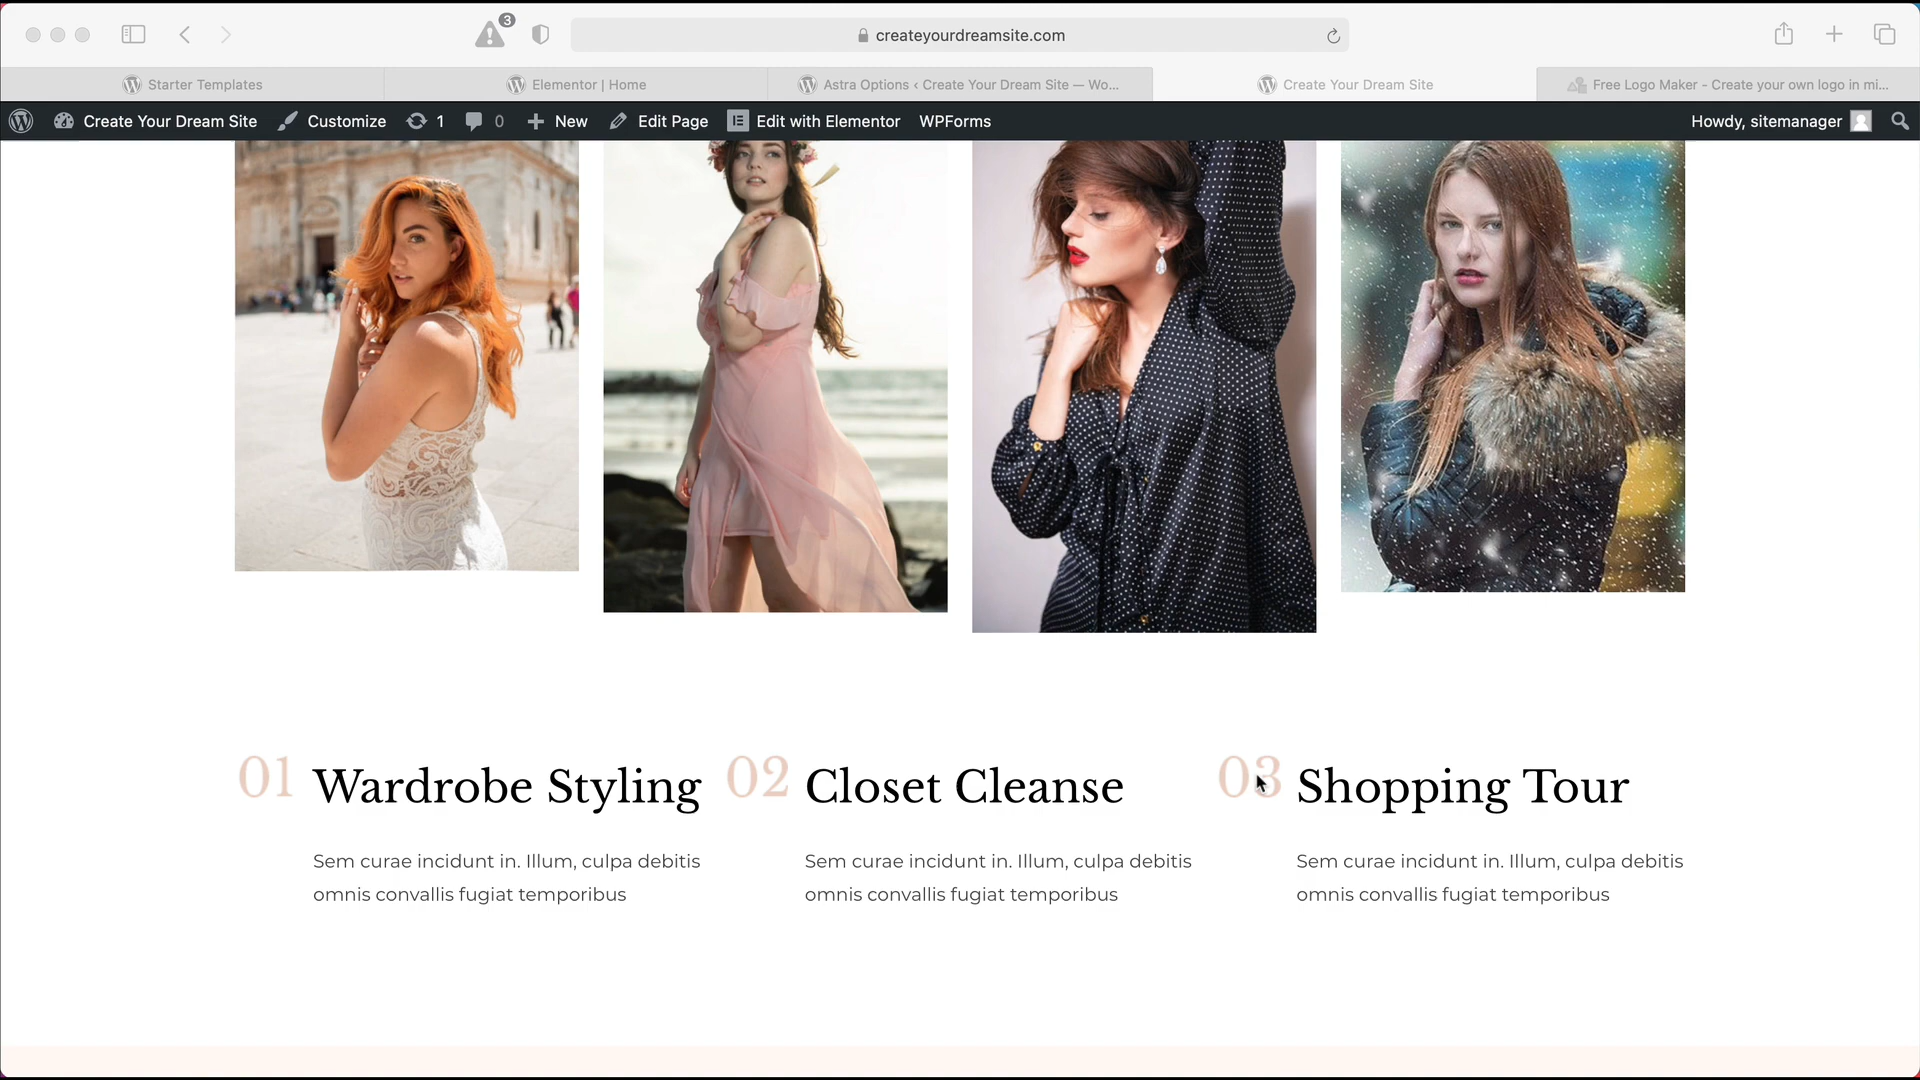 3
createyourdreamsite.com
Starter Templates
Elementor | Home
Astra Options ‹ Create Your Dream Site — Wo...
Create Your Dream Site
Free Logo Maker - Create your own logo in mi...
Create Your Dream Site
Customize
1
0
New
Edit Page
Edit with Elementor
WPForms
Howdy, sitemanager
01 Wardrobe Styling
Sem curae incidunt in. Illum, culpa debitis
omnis convallis fugiat temporibus
02 Closet Cleanse
Sem curae incidunt in. Illum, culpa debitis
omnis convallis fugiat temporibus
03 Shopping Tour
Sem curae incidunt in. Illum, culpa debitis
omnis convallis fugiat temporibus